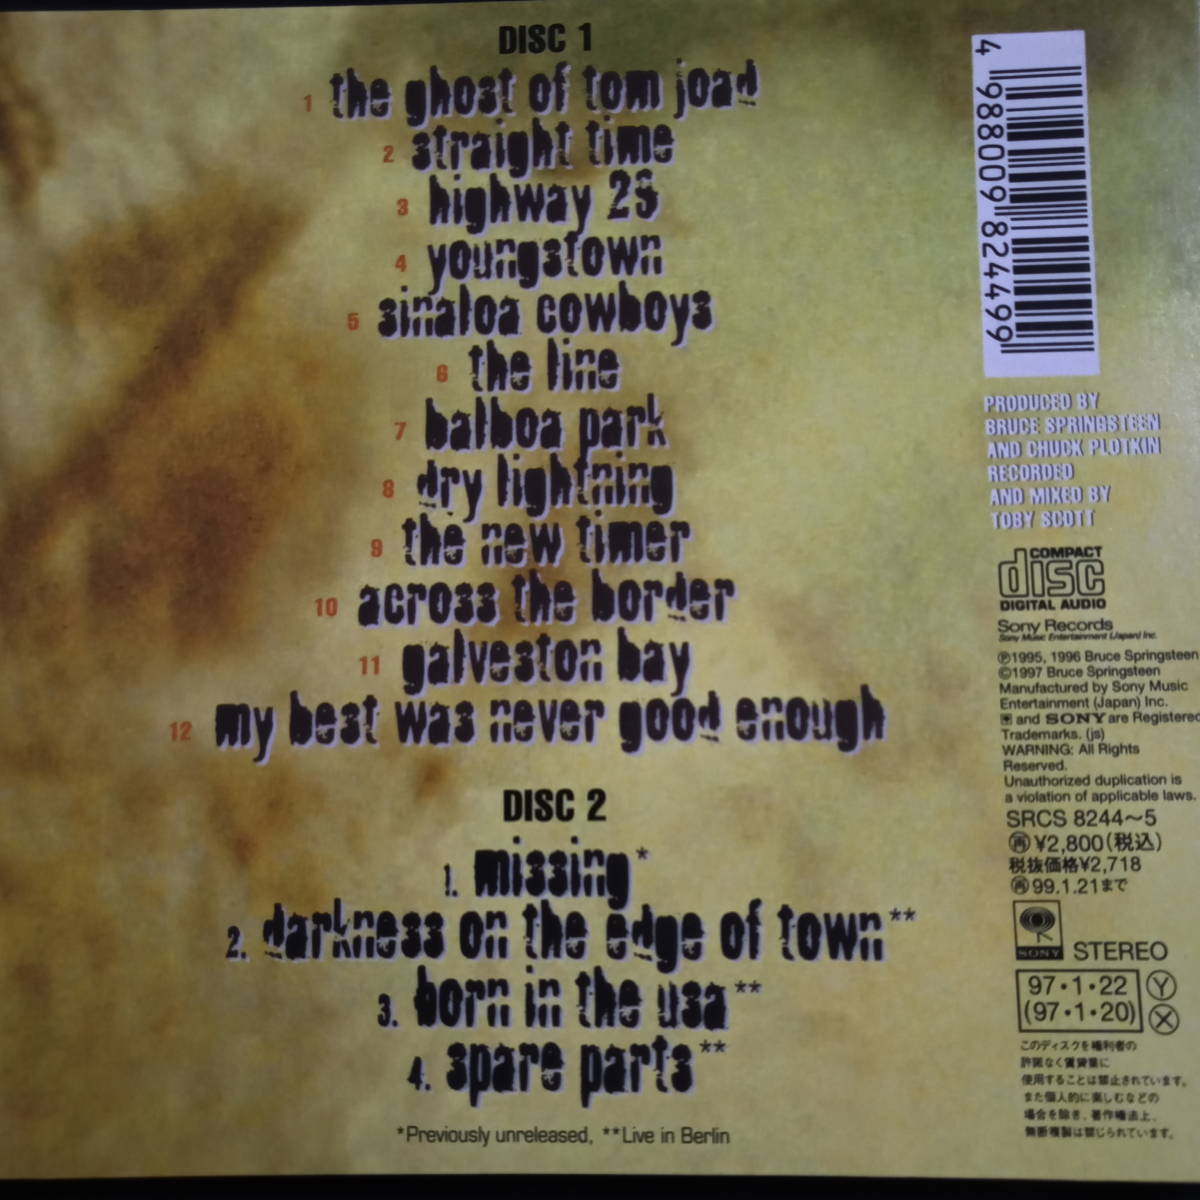 DISC 1
1 the ghost of tom joad
2 straight time
3 highway 29
4 youngstown
5 sinaloa cowboys
6 the line
7 balboa park
8 dry lightning
9 the new timer
10 across the border
11 galveston bay
12 my best was never good enough
DISC 2
1. missing*
2. darkness on the edge of town**
3. born in the usa**
4. spare parts**
*Previously unreleased, **Live in Berlin
4 988009 824499
PRODUCED BY
BRUCE SPRINGSTEEN
AND CHUCK PLOTKIN
RECORDED
AND MIXED BY
TOBY SCOTT
COMPACT
disc
DIGITAL AUDIO
Sony Records
Sony Music Entertainment (Japan) Inc.
℗1995, 1996 Bruce Springsteen
©1997 Bruce Springsteen
Manufactured by Sony Music
Entertainment (Japan) Inc.
and SONY are Registered
Trademarks. (js)
WARNING: All Rights
Reserved.
Unauthorized duplication is
a violation of applicable laws.
SRCS 8244~5
再 ¥2,800(税込)
税抜価格¥2,718
再 99.1.21まで
SONY STEREO
97・1・22 Y
(97・1・20) X
このディスクを権利者の
許諾なく賃貸業に
使用することは禁止されています。
また個人的に楽しむなどの
場合を除き、著作権法上、
無断複製は禁じられています。